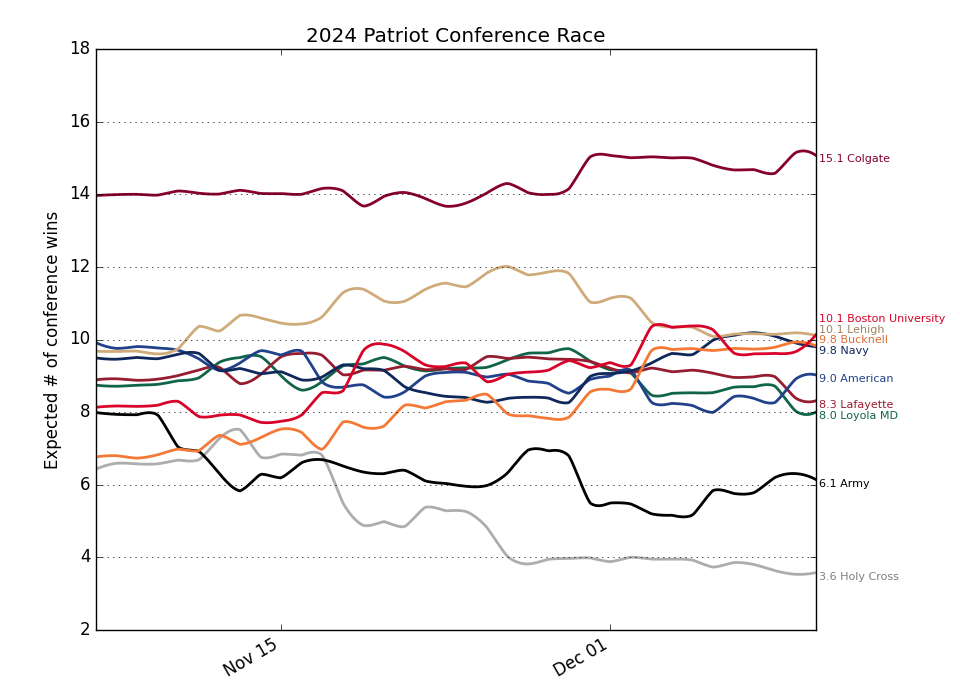 2024 Patriot Conference Race
Expected # of conference wins
18
16
14
12
10
8
6
4
2
Nov 15
Dec 01
15.1 Colgate
10.1 Boston University
10.1 Lehigh
9.8 Bucknell
9.8 Navy
9.0 American
8.3 Lafayette
8.0 Loyola MD
6.1 Army
3.6 Holy Cross